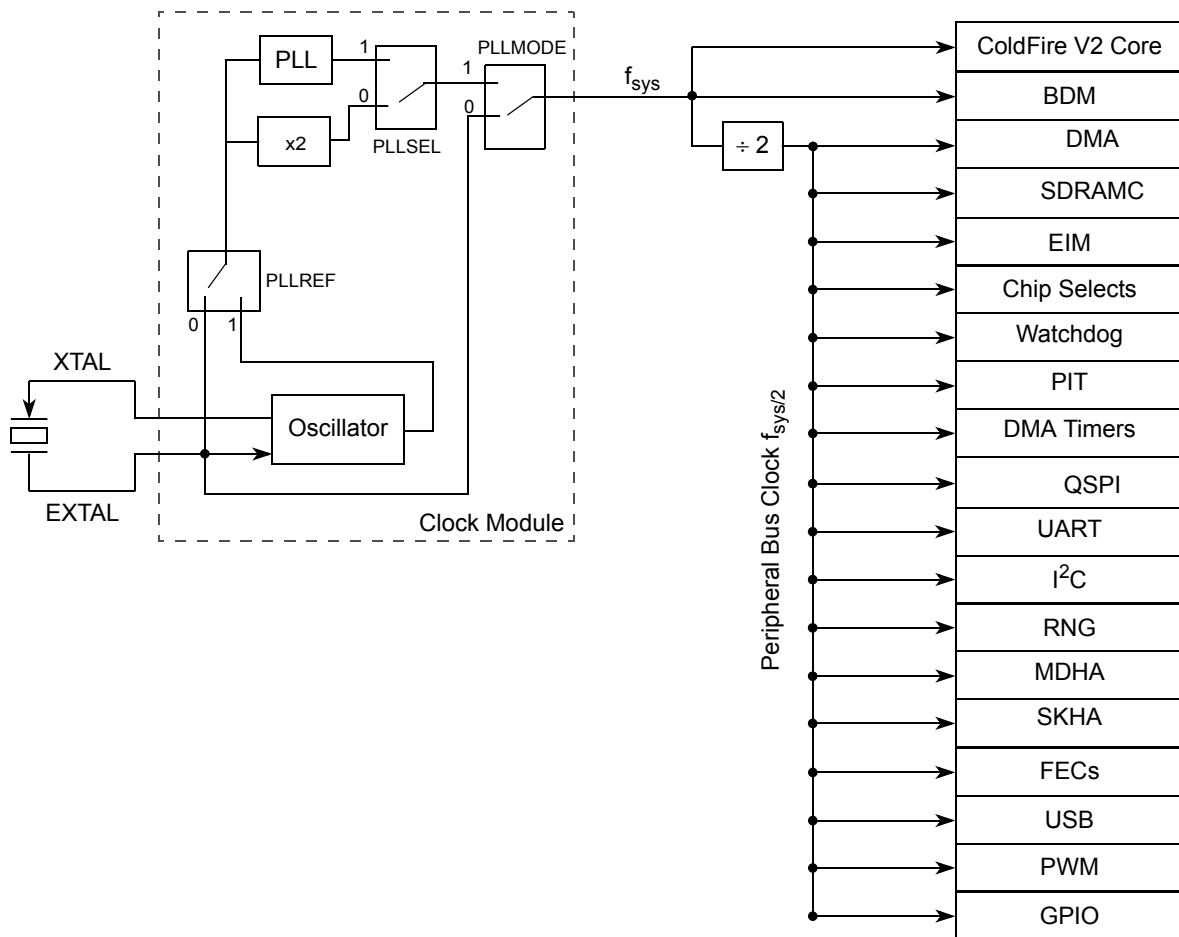 PLL
1
0
PLLSEL
x2
PLLMODE
1
0
PLLREF
0
1
XTAL
EXTAL
Oscillator
Clock Module
fsys
÷ 2
Peripheral Bus Clock fsys/2
ColdFire V2 Core
BDM
DMA
SDRAMC
EIM
Chip Selects
Watchdog
PIT
DMA Timers
QSPI
UART
I²C
RNG
MDHA
SKHA
FECs
USB
PWM
GPIO